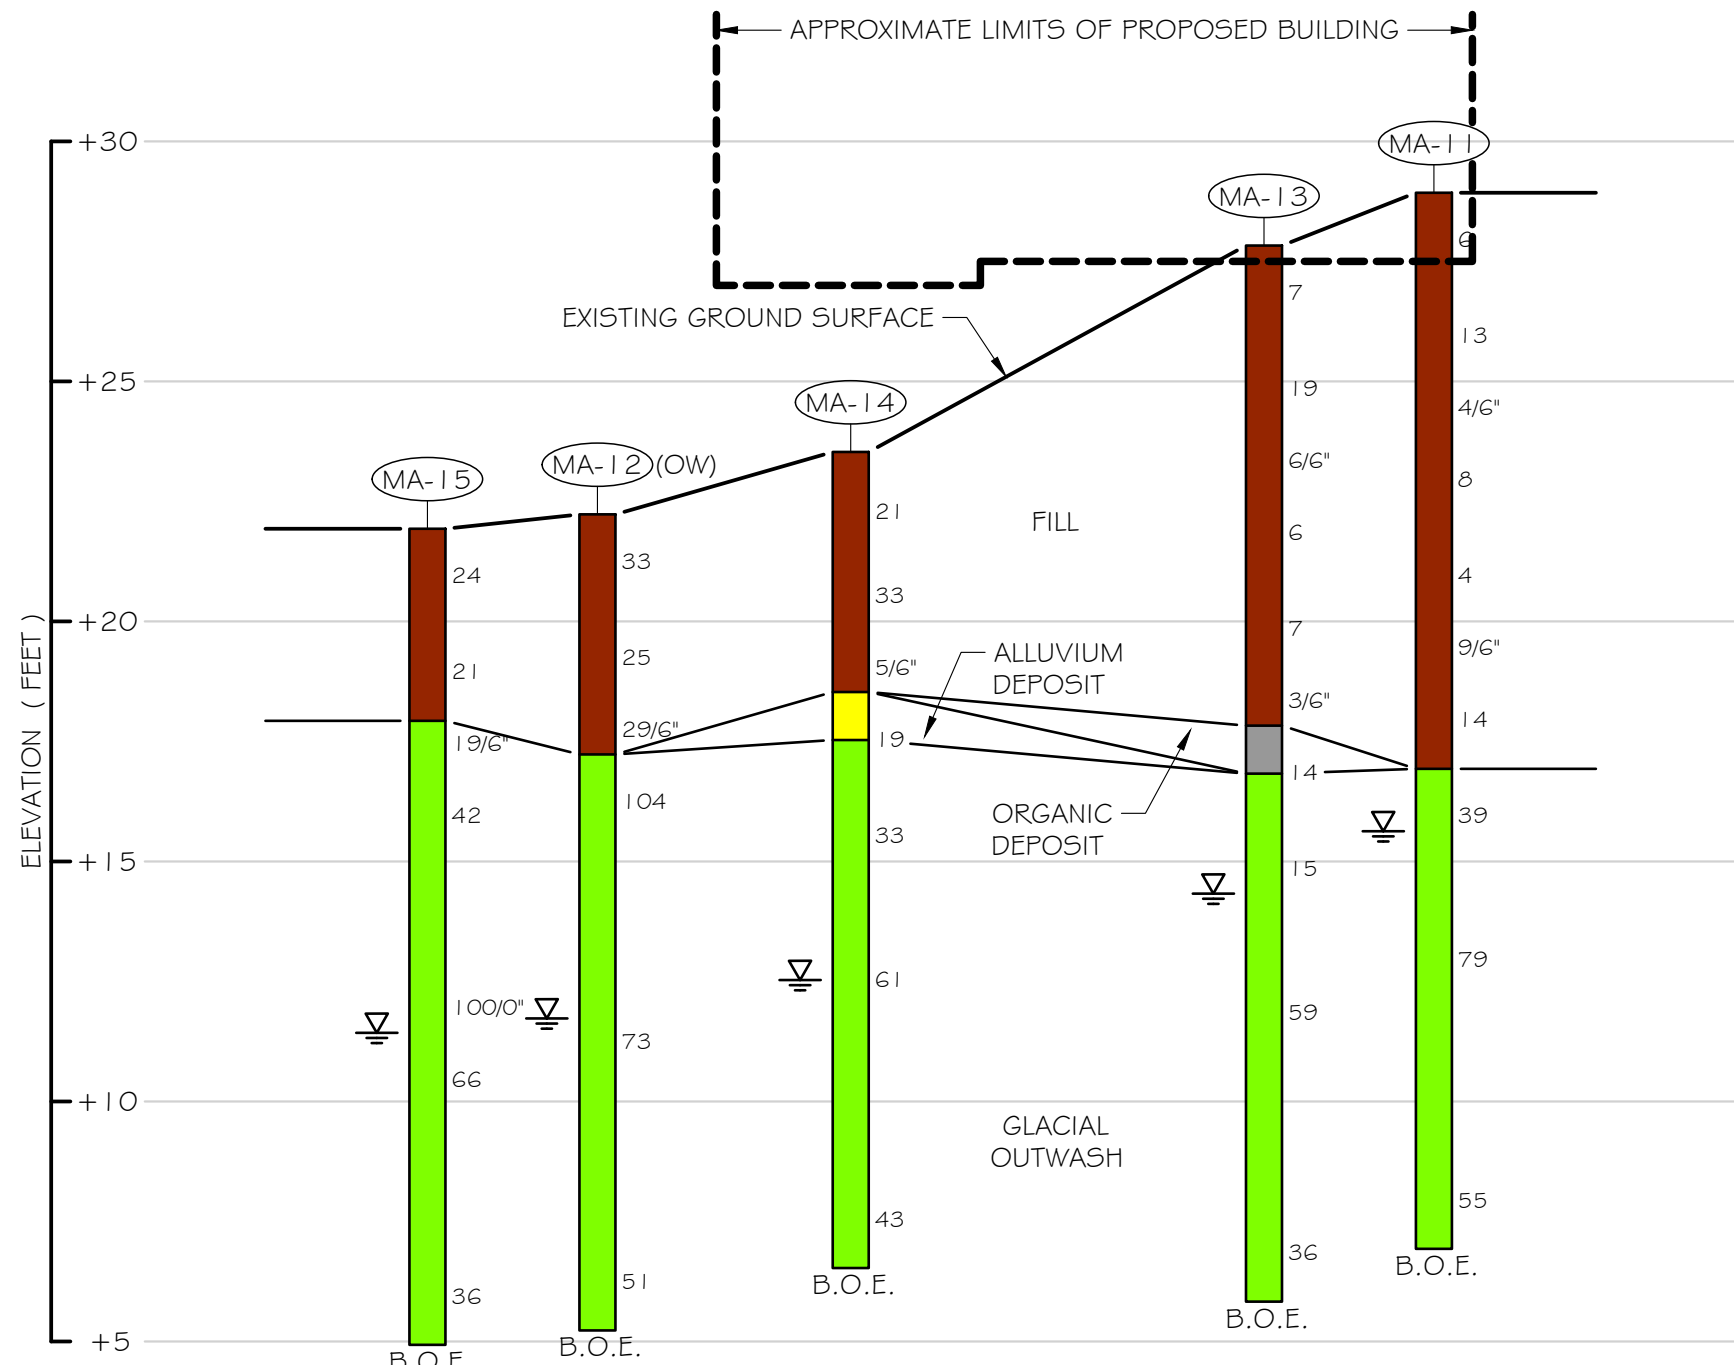 APPROXIMATE LIMITS OF PROPOSED BUILDING
+30
MA-11
MA-13
6
7
EXISTING GROUND SURFACE
13
+25
19
MA-14
4/6"
MA-12 (OW)
6/6"
MA-15
8
21
FILL
6
33
24
4
33
+20
7
ELEVATION ( FEET )
25
ALLUVIUM
DEPOSIT
9/6"
21
5/6"
3/6"
14
29/6"
19/6"
19
14
104
42
ORGANIC
DEPOSIT
33
39
+15
15
79
61
100/0"
59
73
66
+10
GLACIAL
OUTWASH
55
43
36
B.O.E.
51
B.O.E.
36
B.O.E.
+5
B.O.E.
B.O.E.